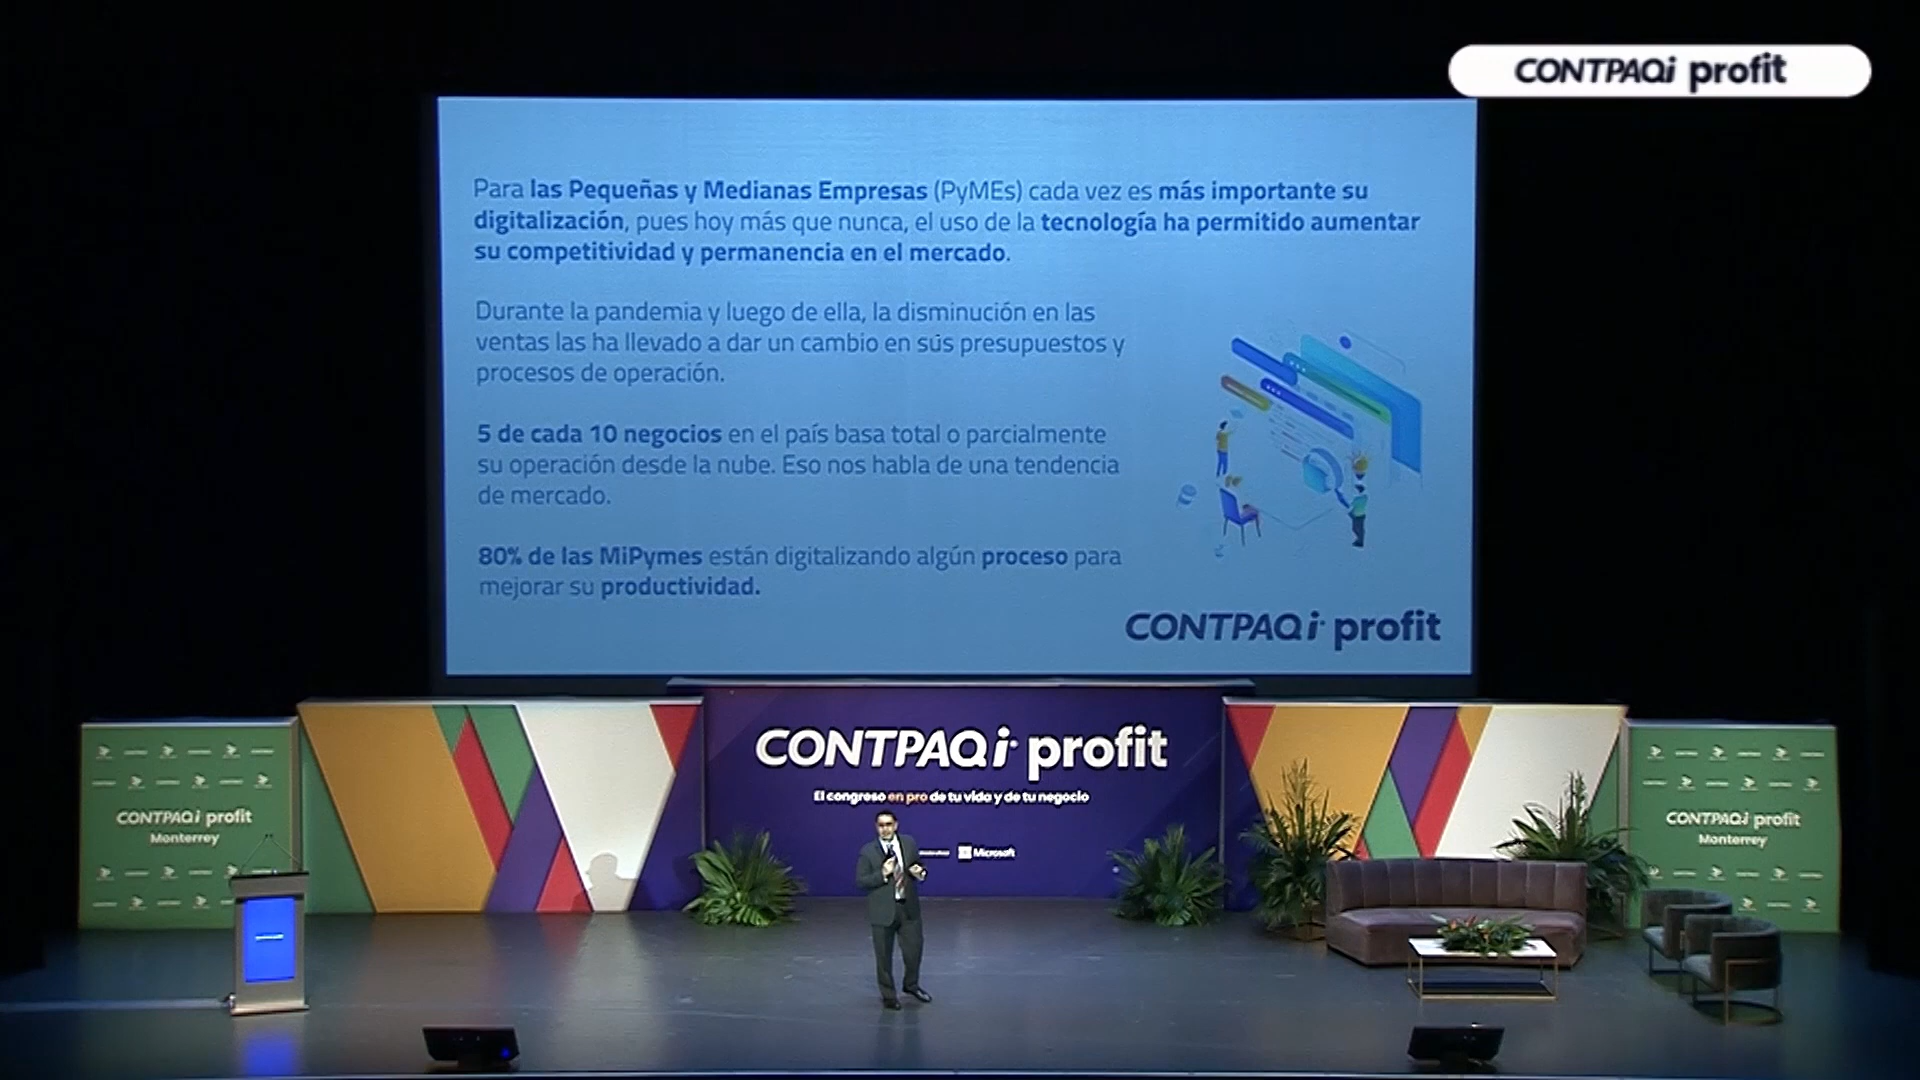 CONTPAQi profit
Para las Pequeñas y Medianas Empresas (PyMEs) cada vez es más importante su
digitalización, pues hoy más que nunca, el uso de la tecnología ha permitido aumentar
su competitividad y permanencia en el mercado.
Durante la pandemia y luego de ella, la disminución en las
ventas las ha llevado a dar un cambio en sus presupuestos y
procesos de operación.
5 de cada 10 negocios en el país basa total o parcialmente
su operación desde la nube. Eso nos habla de una tendencia
de mercado.
80% de las MiPymes están digitalizando algún proceso para
mejorar su productividad.
CONTPAQi profit
CONTPAQi profit
El congreso en pro de tu vida y de tu negocio
Microsoft
CONTPAQi profit
Monterrey
CONTPAQi profit
Monterrey